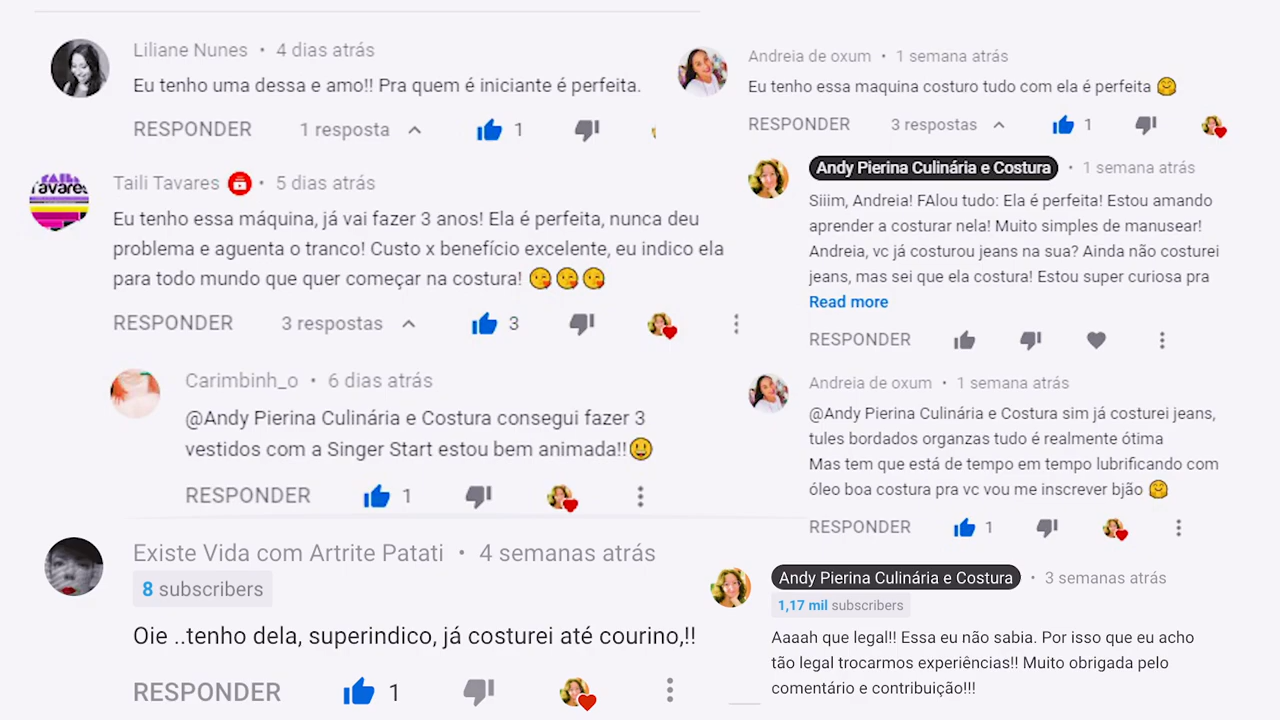 Liliane Nunes • 4 dias atrás
Eu tenho uma dessa e amo!! Pra quem é iniciante é perfeita.
RESPONDER 1 resposta 1
Tavares
Taili Tavares • 5 dias atrás
Eu tenho essa máquina, já vai fazer 3 anos! Ela é perfeita, nunca deu
problema e aguenta o tranco! Custo x benefício excelente, eu indico ela
para todo mundo que quer começar na costura! 😘😘😘
RESPONDER 3 respostas 3
Carimbinh_o • 6 dias atrás
@Andy Pierina Culinária e Costura consegui fazer 3
vestidos com a Singer Start estou bem animada!!😃
RESPONDER 1
Existe Vida com Artrite Patati • 4 semanas atrás
8 subscribers
Oie ..tenho dela, superindico, já costurei até courino,!!
RESPONDER 1
Andreia de oxum • 1 semana atrás
Eu tenho essa maquina costuro tudo com ela é perfeita 🤗
RESPONDER 3 respostas 1
Andy Pierina Culinária e Costura • 1 semana atrás
Siiim, Andreia! FAlou tudo: Ela é perfeita! Estou amando
aprender a costurar nela! Muito simples de manusear!
Andreia, vc já costurou jeans na sua? Ainda não costurei
jeans, mas sei que ela costura! Estou super curiosa pra
Read more
RESPONDER
Andreia de oxum • 1 semana atrás
@Andy Pierina Culinária e Costura sim já costurei jeans,
tules bordados organzas tudo é realmente ótima
Mas tem que está de tempo em tempo lubrificando com
óleo boa costura pra vc vou me inscrever bjão 🤗
RESPONDER 1
Andy Pierina Culinária e Costura • 3 semanas atrás
1,17 mil subscribers
Aaaah que legal!! Essa eu não sabia. Por isso que eu acho
tão legal trocarmos experiências!! Muito obrigada pelo
comentário e contribuição!!!